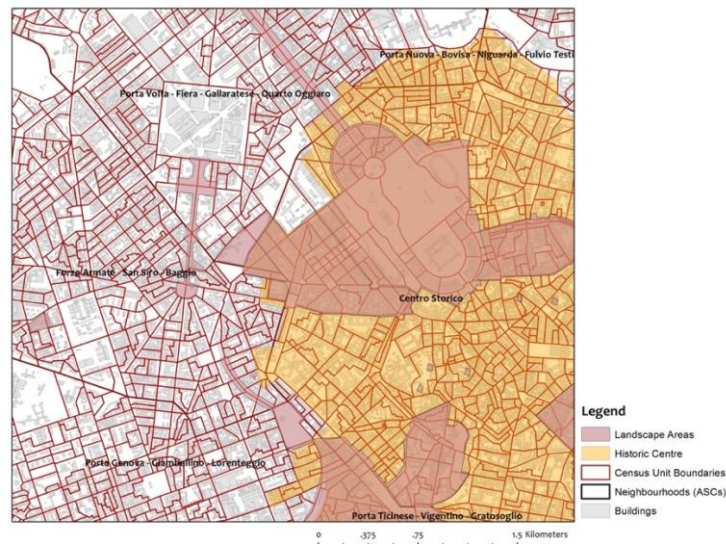 Porta Nuova - Bovisa - Niguarda - Fulvio Testi
Porta Volta - Fiera - Gallaratese - Quarto Oggiaro
Forze Armate - San Siro - Baggio
Centro Storico
Porta Genova - Giambellino - Lorenteggio
Porta Ticinese - Vigentino - Gratosoglio
Legend
Landscape Areas
Historic Centre
Census Unit Boundaries
Neighbourhoods (ASCs)
Buildings
0 .375 .75 1.5 Kilometers